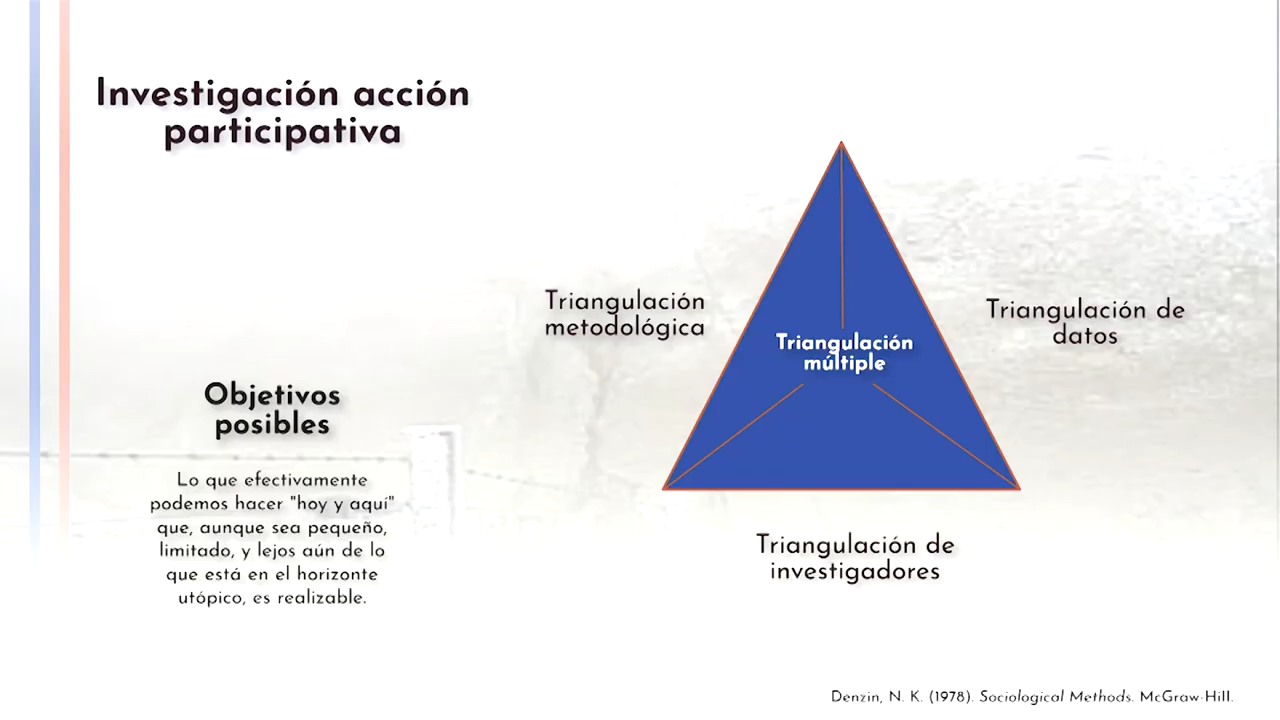 Investigación acción
participativa
Objetivos
posibles
Lo que efectivamente
podemos hacer "hoy y aquí"
que, aunque sea pequeño,
limitado, y lejos aún de lo
que está en el horizonte
utópico, es realizable.
Triangulación
metodológica
Triangulación
múltiple
Triangulación de
datos
Triangulación de
investigadores
Denzin, N. K. (1978). Sociological Methods. McGraw-Hill.